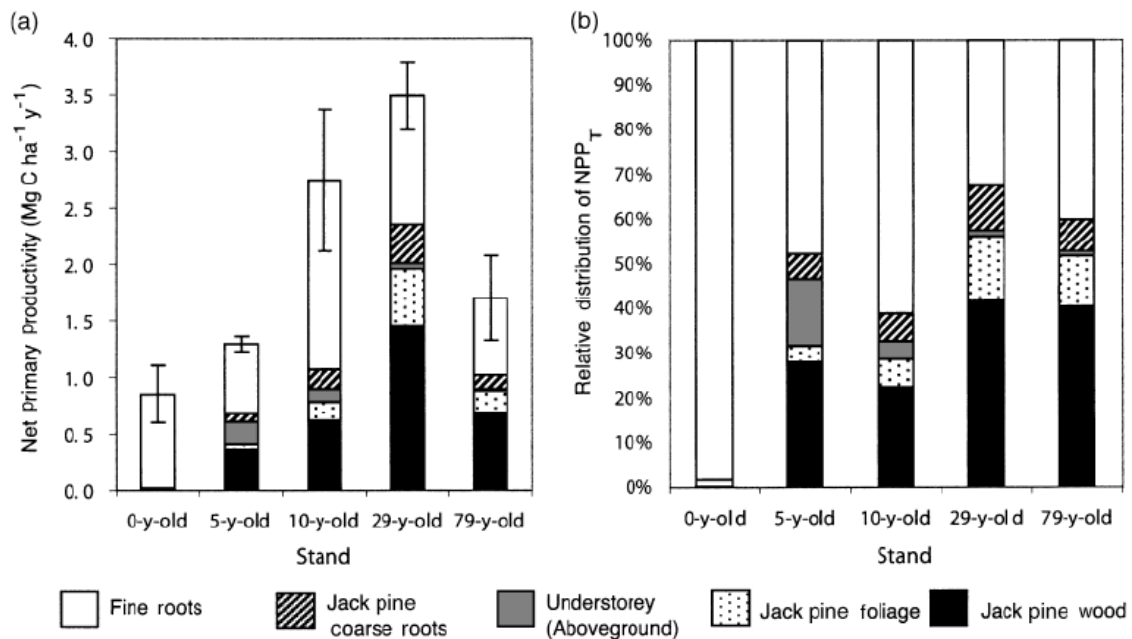 (a)
Net Primary Productivity (Mg C ha⁻¹ y⁻¹)
4.0
3.5
3.0
2.5
2.0
1.5
1.0
0.5
0.0
0-y-old 5-y-old 10-y-old 29-y-old 79-y-old
Stand
(b)
Relative distribution of NPP_T
100%
90%
80%
70%
60%
50%
40%
30%
20%
10%
0%
0-y-old 5-y-old 10-y-old 29-y-old 79-y-old
Stand
Fine roots
Jack pine
coarse roots
Understorey
(Aboveground)
Jack pine foliage
Jack pine wood